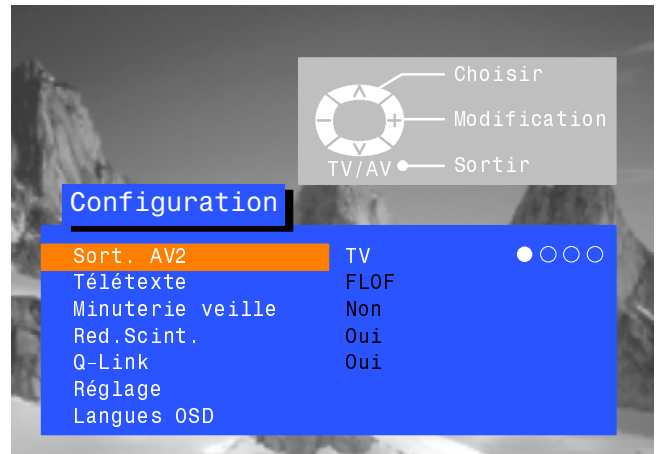 Choisir
Modification
TV/AV Sortir
Configuration
Sort. AV2 TV
Télétexte FLOF
Minuterie veille Non
Red.Scint. Oui
Q-Link Oui
Réglage
Langues OSD